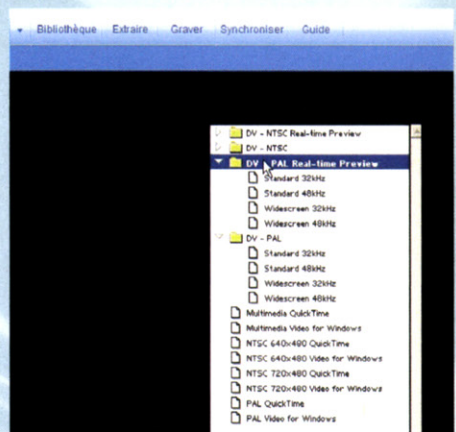 Bibliothèque Extraire Graver Synchroniser Guide
DV - NTSC Real-time Preview
DV - NTSC
DV - PAL Real-time Preview
Standard 32kHz
Standard 48kHz
Widescreen 32kHz
Widescreen 48kHz
DV - PAL
Standard 32kHz
Standard 48kHz
Widescreen 32kHz
Widescreen 48kHz
Multimedia QuickTime
Multimedia Video for Windows
NTSC 640x480 QuickTime
NTSC 640x480 Video for Windows
NTSC 720x480 QuickTime
NTSC 720x480 Video for Windows
PAL QuickTime
PAL Video for Windows